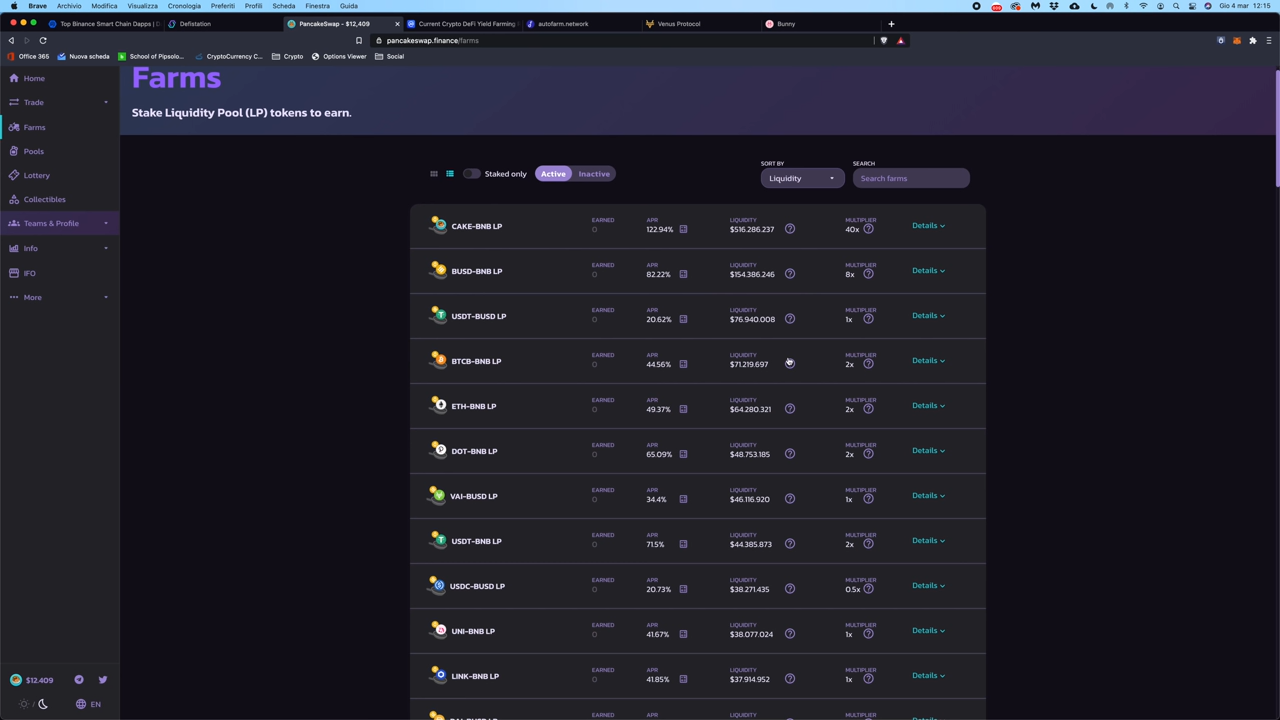 Brave Archivio Modifica Visualizza Cronologia Preferiti Profili Scheda Finestra Guida
Gio 4 mar 12:15
Top Binance Smart Chain Dapps | D
Defistation
PancakeSwap - $12,409
Current Crypto DeFi Yield Farming
autofarm.network
Venus Protocol
Bunny
pancakeswap.finance/farms
Office 365
Nuova scheda
School of Pipsolo...
CryptoCurrency C...
Crypto
Options Viewer
Social
Home
Trade
Farms
Pools
Lottery
Collectibles
Teams & Profile
Info
IFO
More
$12.409
EN
Farms
Stake Liquidity Pool (LP) tokens to earn.
Staked only
Active Inactive
SORT BY
Liquidity
SEARCH
Search farms
CAKE-BNB LP
EARNED
0
APR
122.94%
LIQUIDITY
$516.286.237
MULTIPLIER
40x
Details
BUSD-BNB LP
EARNED
0
APR
82.22%
LIQUIDITY
$154.386.246
MULTIPLIER
8x
Details
USDT-BUSD LP
EARNED
0
APR
20.62%
LIQUIDITY
$76.940.008
MULTIPLIER
1x
Details
BTCB-BNB LP
EARNED
0
APR
44.56%
LIQUIDITY
$71.219.697
MULTIPLIER
2x
Details
ETH-BNB LP
EARNED
0
APR
49.37%
LIQUIDITY
$64.280.321
MULTIPLIER
2x
Details
DOT-BNB LP
EARNED
0
APR
65.09%
LIQUIDITY
$48.753.185
MULTIPLIER
2x
Details
VAI-BUSD LP
EARNED
0
APR
34.4%
LIQUIDITY
$46.116.920
MULTIPLIER
1x
Details
USDT-BNB LP
EARNED
0
APR
71.5%
LIQUIDITY
$44.385.873
MULTIPLIER
2x
Details
USDC-BUSD LP
EARNED
0
APR
20.73%
LIQUIDITY
$38.271.435
MULTIPLIER
0.5x
Details
UNI-BNB LP
EARNED
0
APR
41.67%
LIQUIDITY
$38.077.024
MULTIPLIER
1x
Details
LINK-BNB LP
EARNED
0
APR
41.85%
LIQUIDITY
$37.914.952
MULTIPLIER
1x
Details